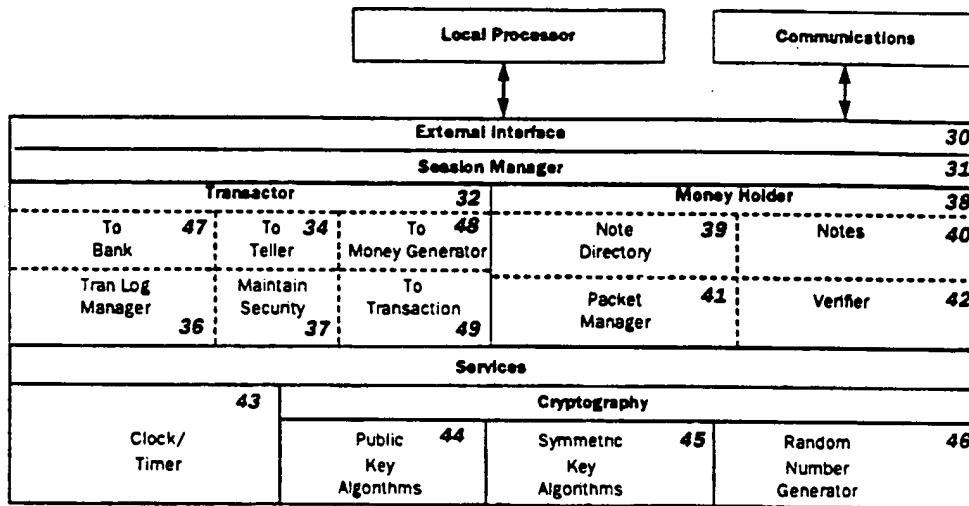 Local Processor
Communications
External Interface 30
Session Manager 31
Transactor 32
Money Holder 38
To 47
Bank
To 34
Teller
To 48
Money Generator
Note 39
Directory
Notes 40
Tran Log
Manager
36
Maintain
Security
37
To
Transaction
49
Packet 41
Manager
Verifier 42
Services
43
Clock/
Timer
Cryptography
Public 44
Key
Algorithms
Symmetric 45
Key
Algorithms
Random 46
Number
Generator